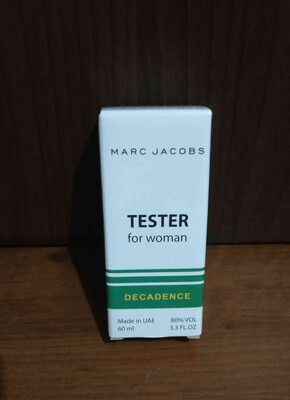 MARC JACOBS
TESTER
for woman
DECADENCE
Made in UAE 80% VOL
60 ml 3.3 FL.OZ